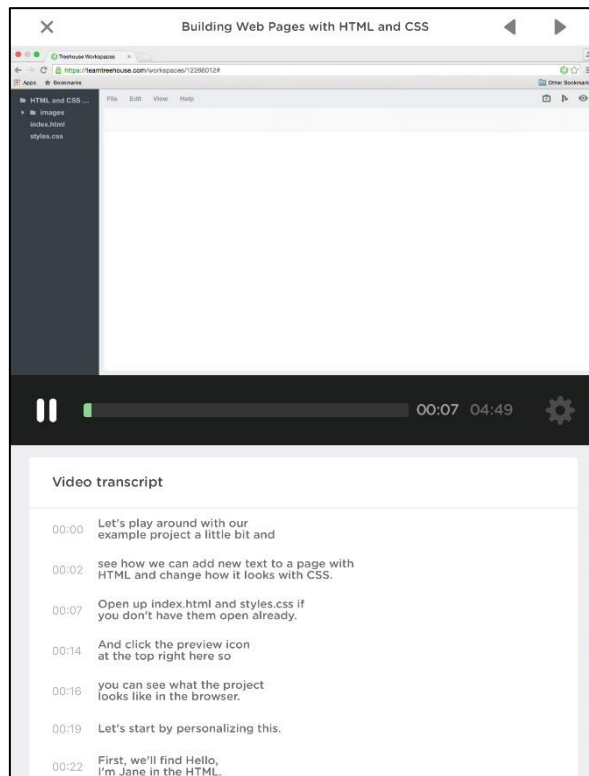 Building Web Pages with HTML and CSS
Treehouse Workspaces
https://teamtreehouse.com/workspaces/12286012#
Apps Bookmarks Other Bookmarks
HTML and CSS ...
File Edit View Help
images
index.html
styles.css
00:07 04:49
Video transcript
00:00 Let's play around with our
example project a little bit and
00:02 see how we can add new text to a page with
HTML and change how it looks with CSS.
00:07 Open up index.html and styles.css if
you don't have them open already.
00:14 And click the preview icon
at the top right here so
00:16 you can see what the project
looks like in the browser.
00:19 Let's start by personalizing this.
00:22 First, we'll find Hello,
I'm Jane in the HTML.